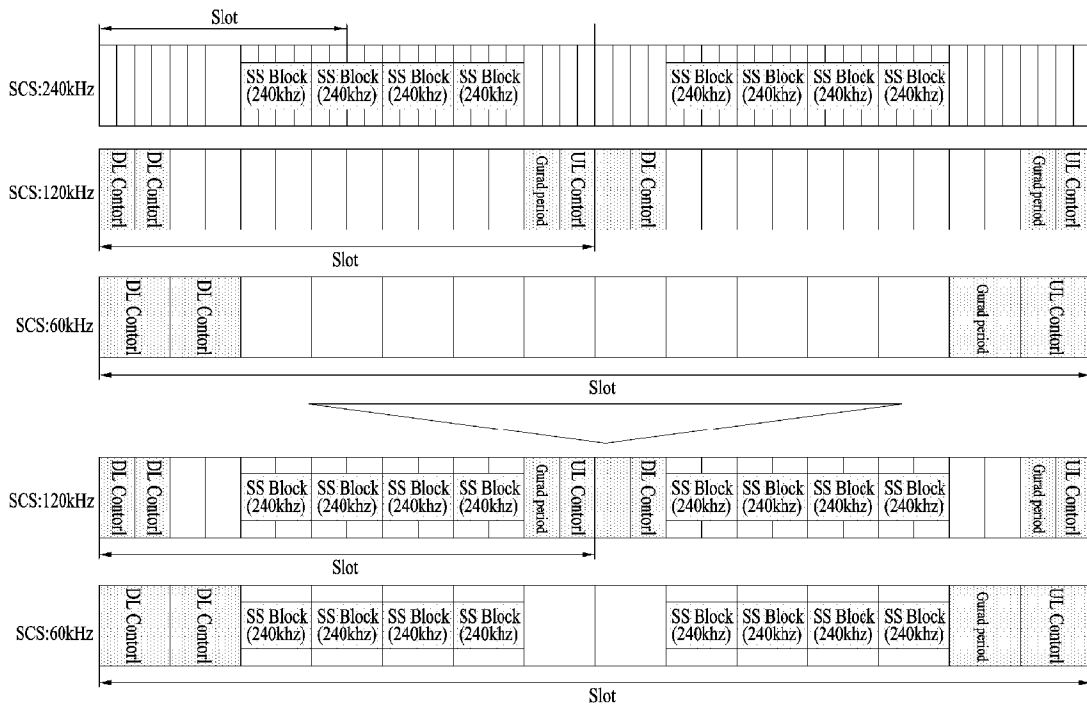 Slot
SCS:240kHz
SS Block SS Block SS Block SS Block SS Block SS Block SS Block SS Block
(240khz) (240khz) (240khz) (240khz) (240khz) (240khz) (240khz) (240khz)
SCS:120kHz
DL Contorl
DL Contorl
Gurad period
UL Contorl
DL Contorl
Gurad period
UL Contorl
Slot
SCS:60kHz
DL Contorl
DL Contorl
Gurad period
UL Contorl
Slot
SCS:120kHz
DL Contorl
DL Contorl
SS Block SS Block SS Block SS Block
(240khz) (240khz) (240khz) (240khz)
Gurad period
UL Contorl
DL Contorl
SS Block SS Block SS Block SS Block
(240khz) (240khz) (240khz) (240khz)
Gurad period
UL Contorl
Slot
SCS:60kHz
DL Contorl
DL Contorl
SS Block SS Block SS Block SS Block
(240khz) (240khz) (240khz) (240khz)
SS Block SS Block SS Block SS Block
(240khz) (240khz) (240khz) (240khz)
Gurad period
UL Contorl
Slot